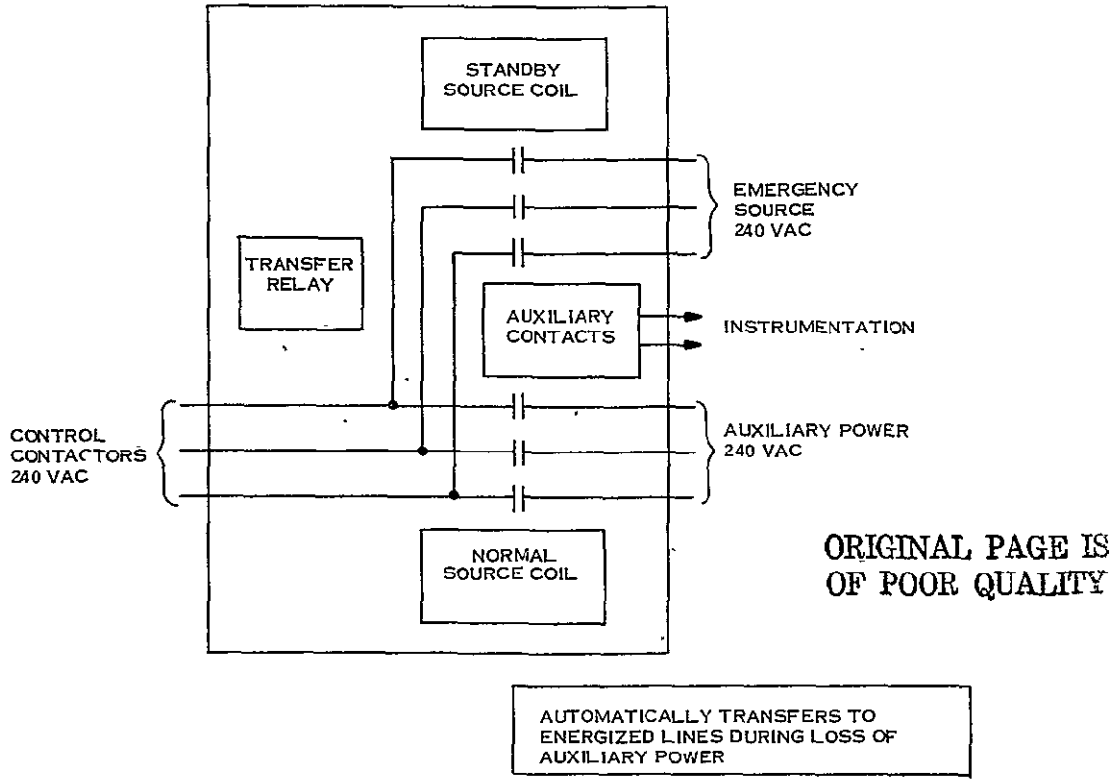 STANDBY
SOURCE COIL
EMERGENCY
SOURCE
240 VAC
TRANSFER
RELAY
AUXILIARY
CONTACTS
INSTRUMENTATION
CONTROL
CONTACTORS
240 VAC
AUXILIARY POWER
240 VAC
NORMAL
SOURCE COIL
ORIGINAL PAGE IS
OF POOR QUALITY
AUTOMATICALLY TRANSFERS TO
ENERGIZED LINES DURING LOSS OF
AUXILIARY POWER